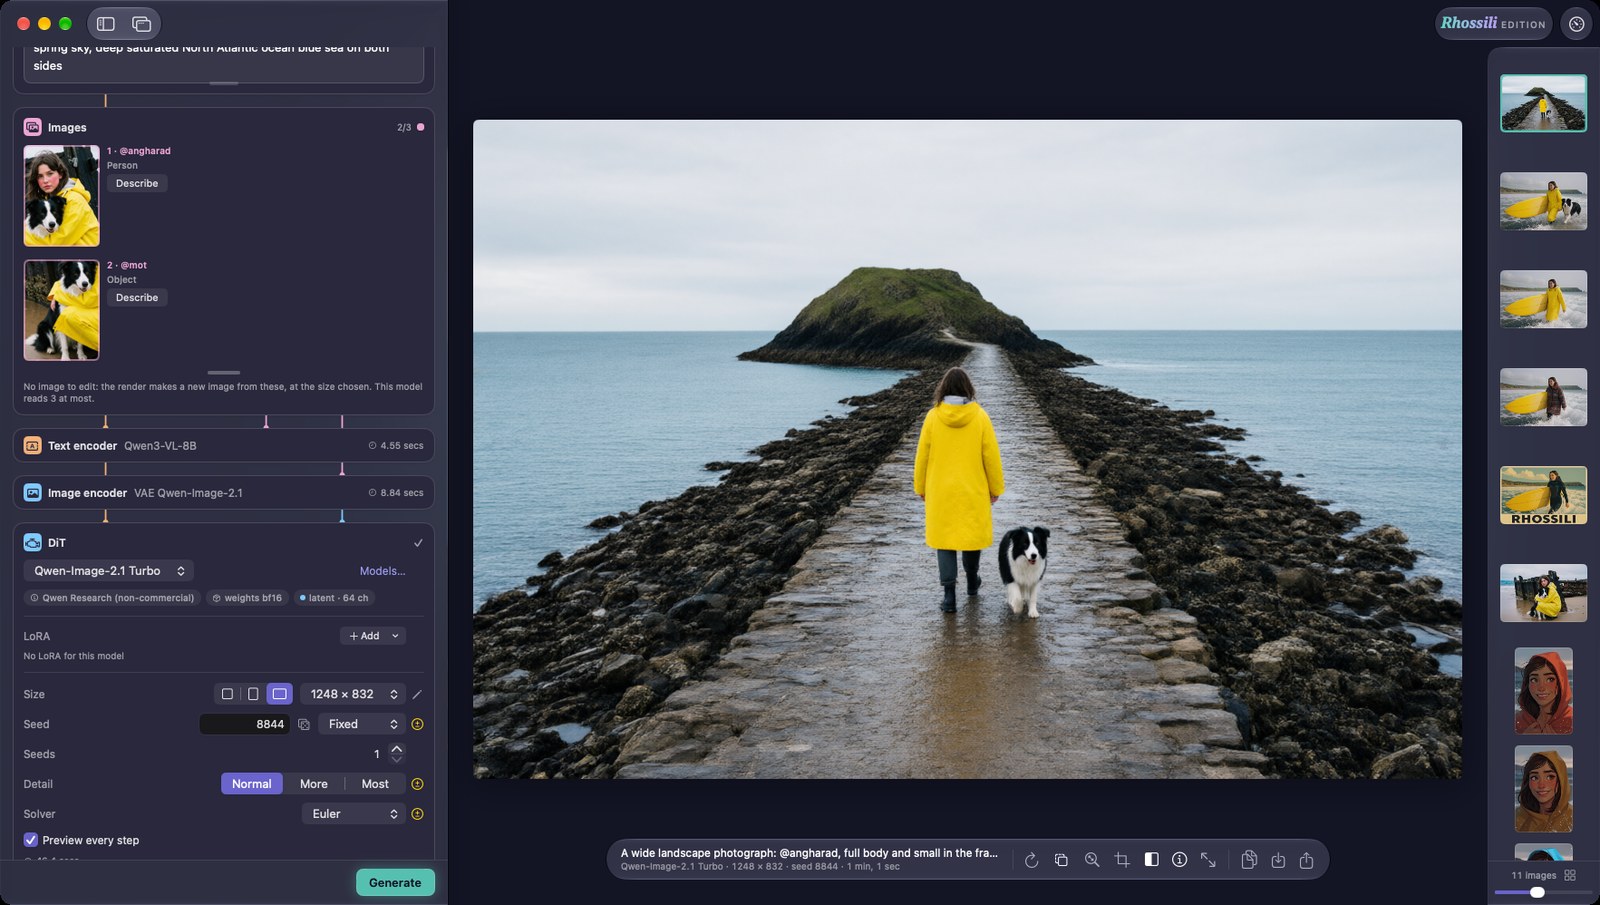 spring sky, deep saturated North Atlantic ocean blue sea on both
sides
Images
2/3
1 · @angharad
Person
Describe
2 · @mot
Object
Describe
No image to edit: the render makes a new image from these, at the size chosen. This model
reads 3 at most.
Text encoder Qwen3-VL-8B
4.55 secs
Image encoder VAE Qwen-Image-2.1
8.84 secs
DiT
Qwen-Image-2.1 Turbo
Models...
Qwen Research (non-commercial)
weights bf16
latent · 64 ch
LoRA
+ Add
No LoRA for this model
Size
1248 × 832
Seed
8844
Fixed
Seeds
1
Detail
Normal
More
Most
Solver
Euler
Preview every step
Generate
A wide landscape photograph: @angharad, full body and small in the fra...
Qwen-Image-2.1 Turbo · 1248 × 832 · seed 8844 · 1 min, 1 sec
Rhossili EDITION
RHOSSILI
11 images